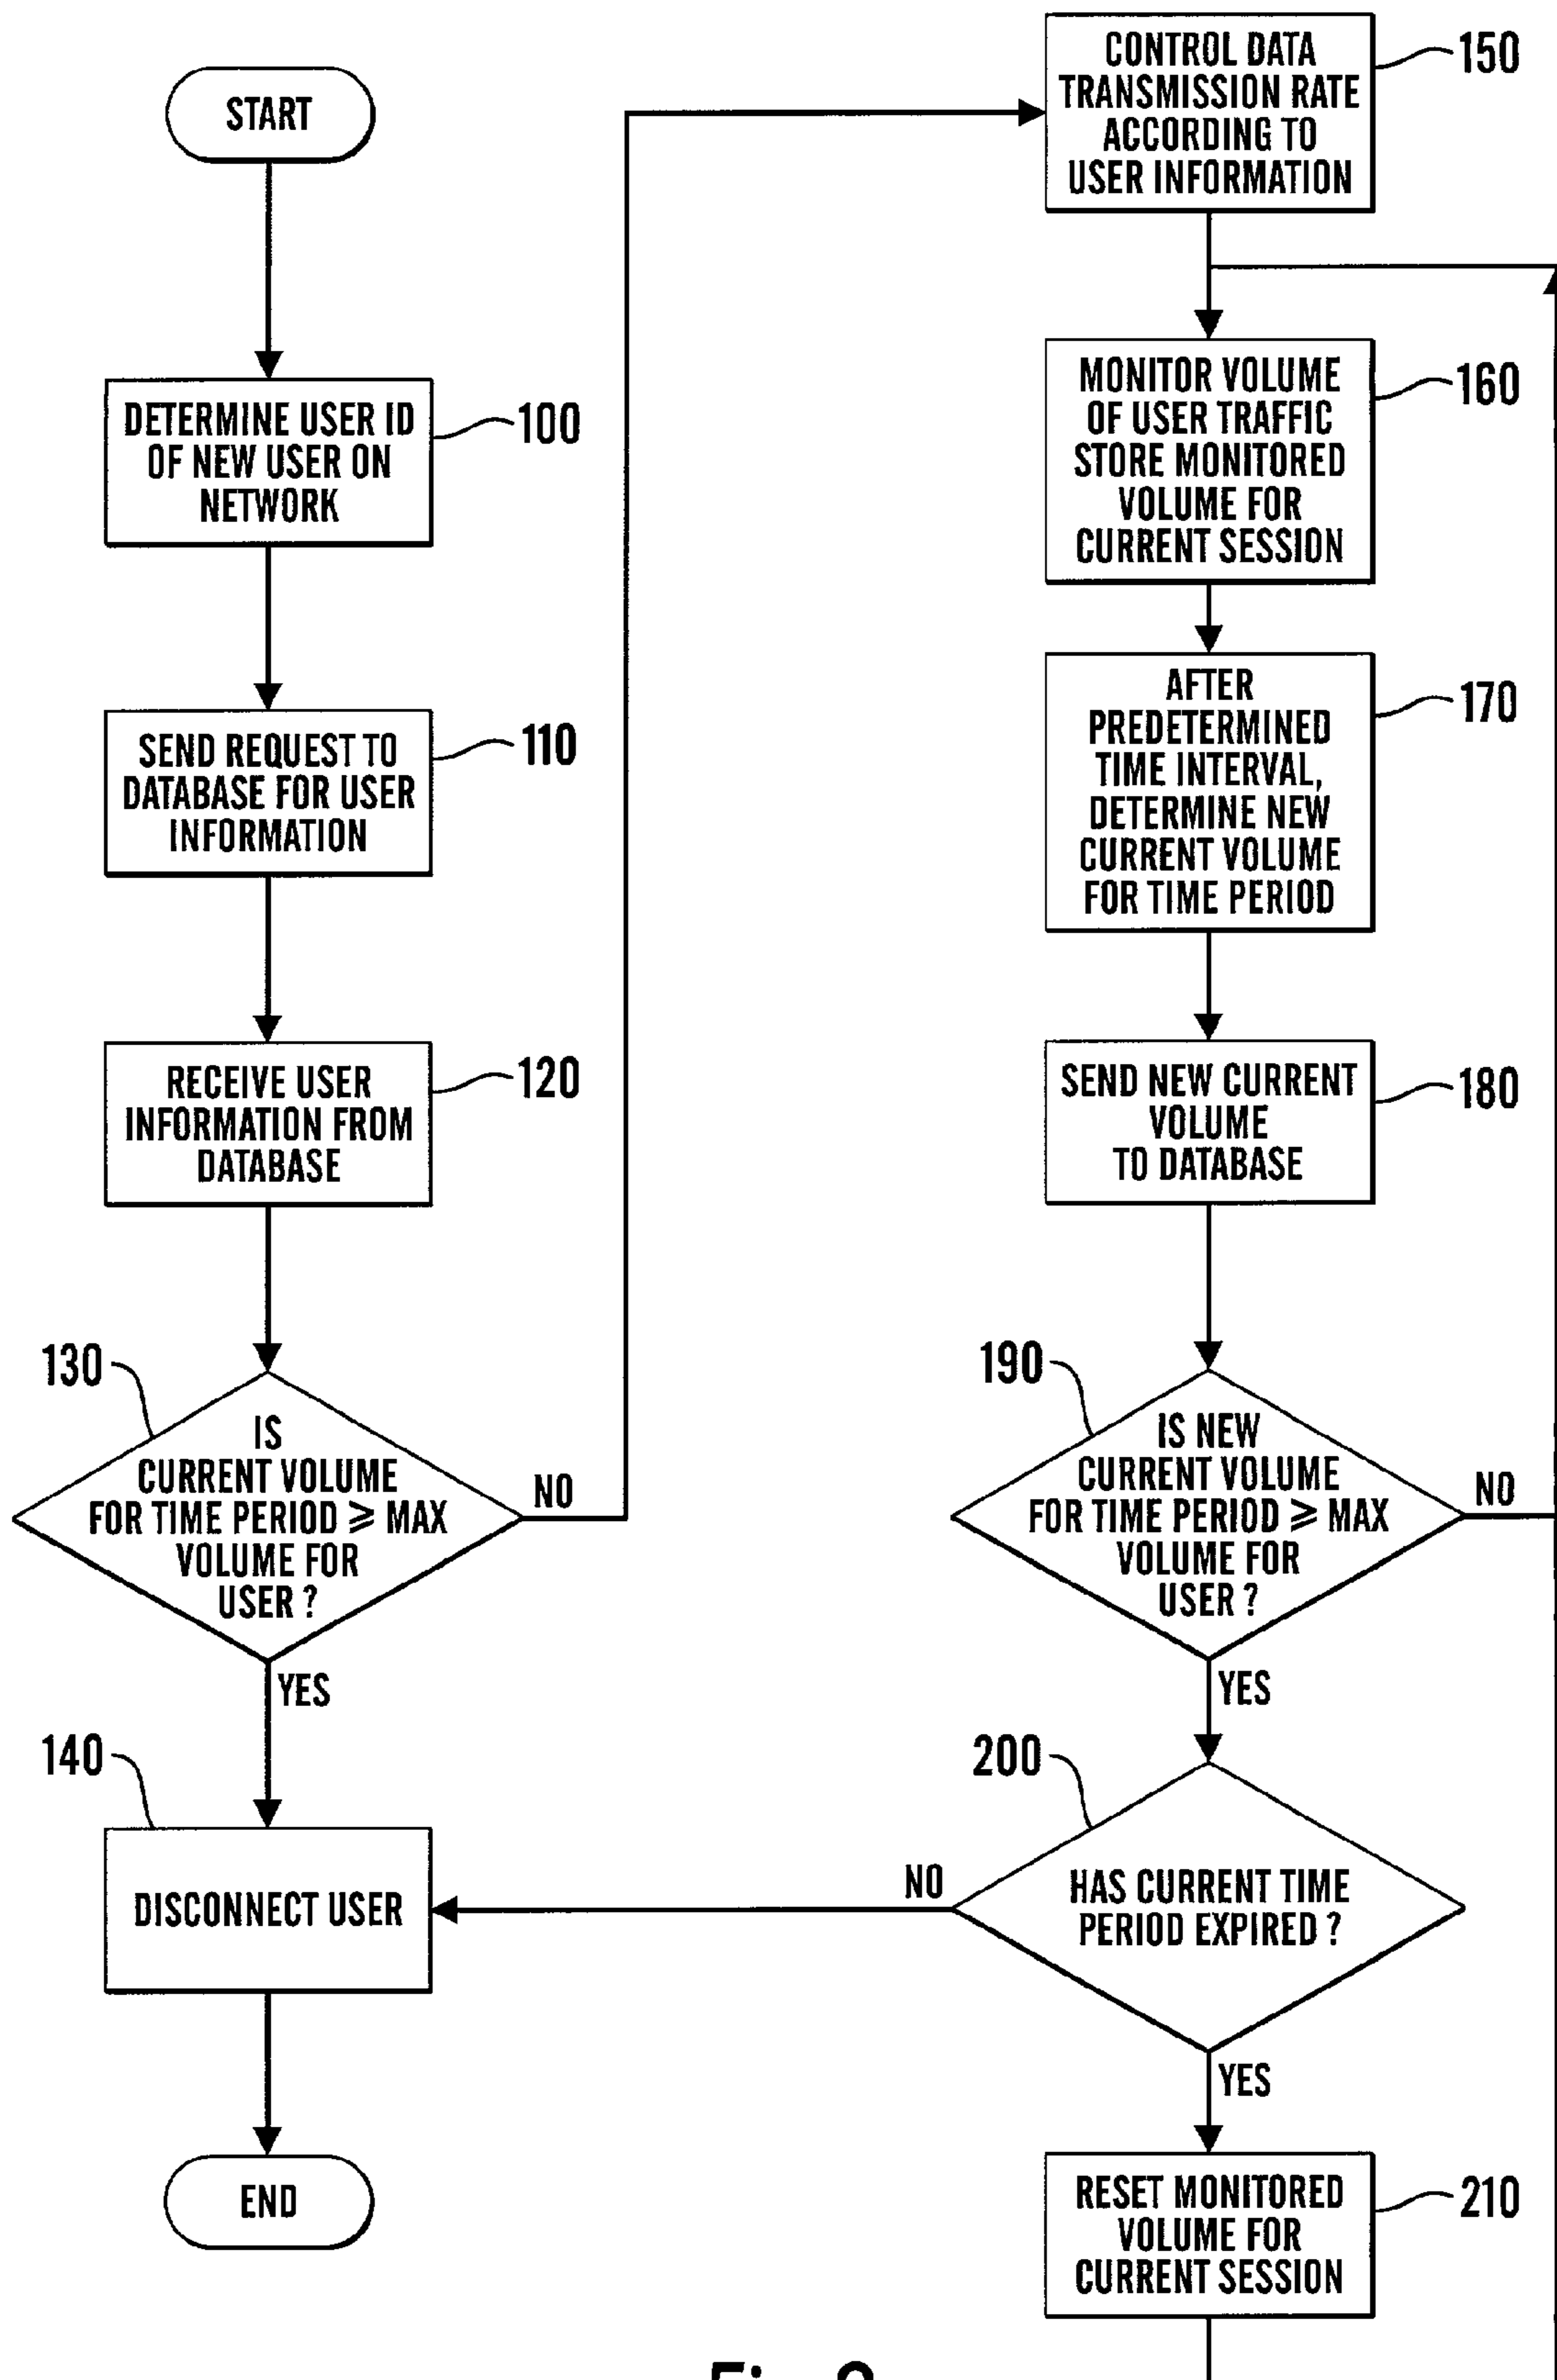 START
DETERMINE USER ID
OF NEW USER ON
NETWORK
100
SEND REQUEST TO
DATABASE FOR USER
INFORMATION
110
RECEIVE USER
INFORMATION FROM
DATABASE
120
130
IS
CURRENT VOLUME
FOR TIME PERIOD ⩾ MAX
VOLUME FOR
USER ?
NO
YES
140
DISCONNECT USER
END
CONTROL DATA
TRANSMISSION RATE
ACCORDING TO
USER INFORMATION
150
MONITOR VOLUME
OF USER TRAFFIC
STORE MONITORED
VOLUME FOR
CURRENT SESSION
160
AFTER
PREDETERMINED
TIME INTERVAL,
DETERMINE NEW
CURRENT VOLUME
FOR TIME PERIOD
170
SEND NEW CURRENT
VOLUME
TO DATABASE
180
190
IS NEW
CURRENT VOLUME
FOR TIME PERIOD ⩾ MAX
VOLUME FOR
USER ?
NO
YES
200
HAS CURRENT TIME
PERIOD EXPIRED ?
NO
YES
RESET MONITORED
VOLUME FOR
CURRENT SESSION
210